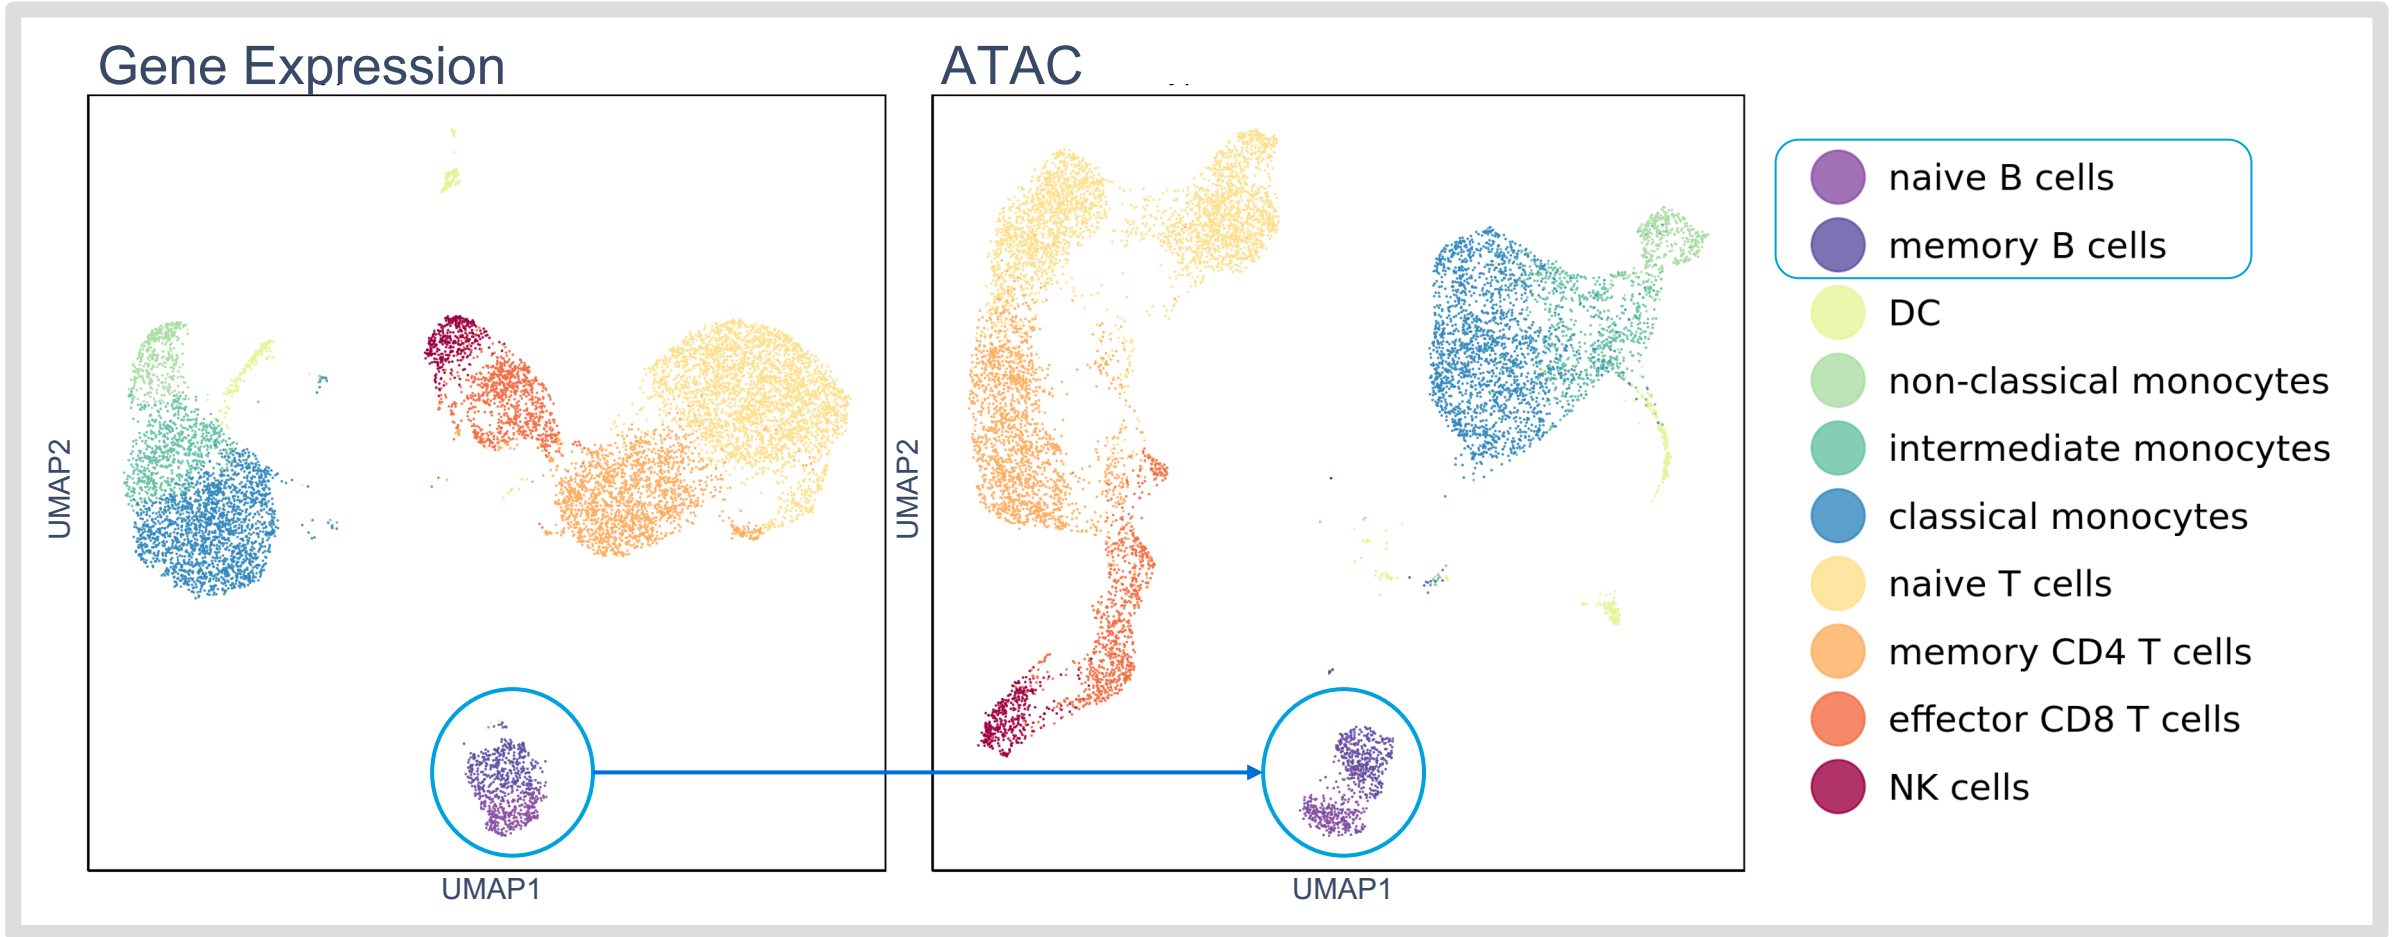 Gene Expression
ATAC
UMAP2
UMAP1
UMAP2
UMAP1
naive B cells
memory B cells
DC
non-classical monocytes
intermediate monocytes
classical monocytes
naive T cells
memory CD4 T cells
effector CD8 T cells
NK cells